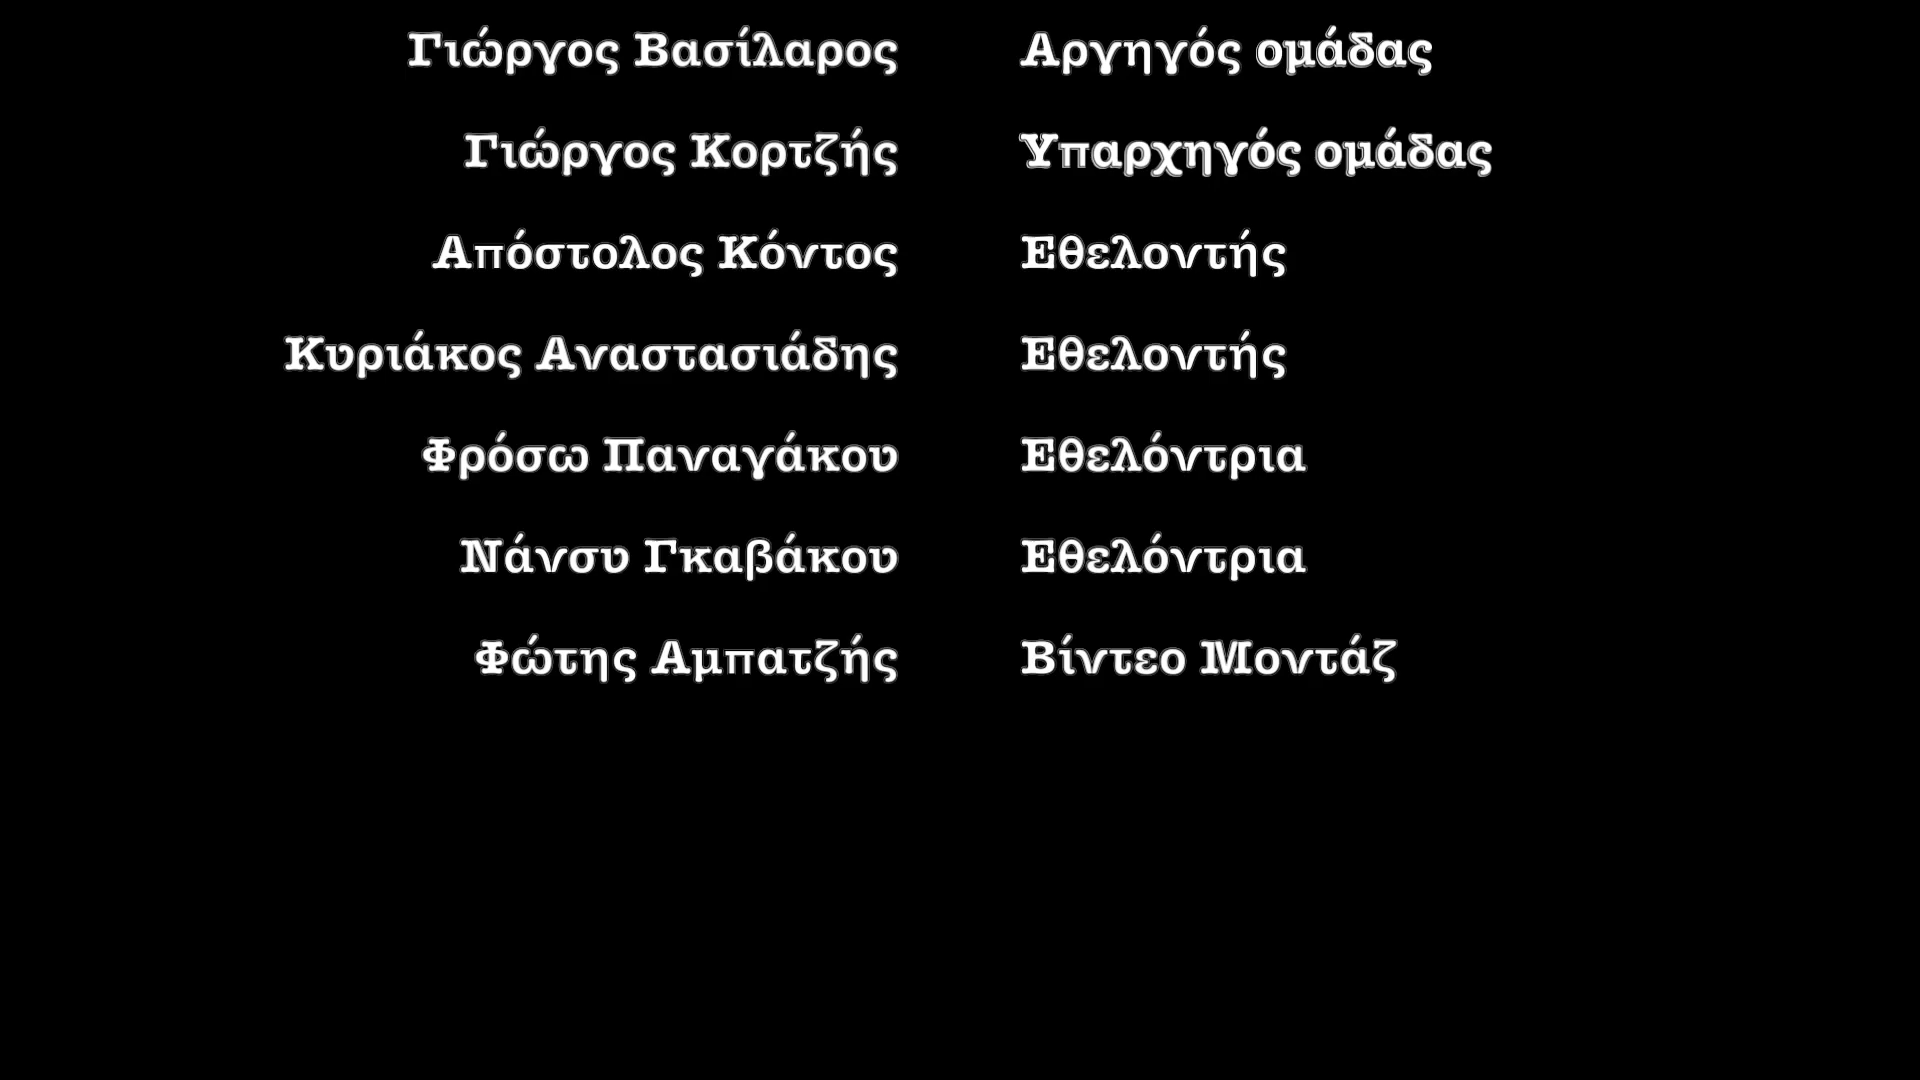 Γιώργος Βασίλαρος Αργηγός ομάδας
Γιώργος Κορτζής Υπαρχηγός ομάδας
Απόστολος Κόντος Εθελοντής
Κυριάκος Αναστασιάδης Εθελοντής
Φρόσω Παναγάκου Εθελόντρια
Νάνσυ Γκαβάκου Εθελόντρια
Φώτης Αμπατζής Βίντεο Μοντάζ